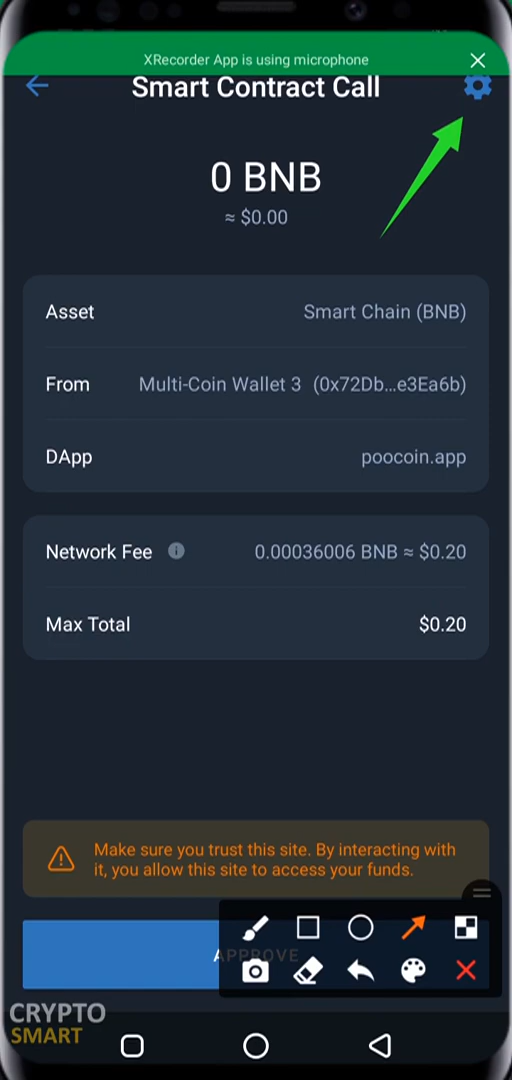 XRecorder App is using microphone
Smart Contract Call
0 BNB
≈ $0.00
Asset Smart Chain (BNB)
From Multi-Coin Wallet 3 (0x72Db...e3Ea6b)
DApp poocoin.app
Network Fee 0.00036006 BNB ≈ $0.20
Max Total $0.20
Make sure you trust this site. By interacting with
it, you allow this site to access your funds.
APPROVE
CRYPTO
SMART